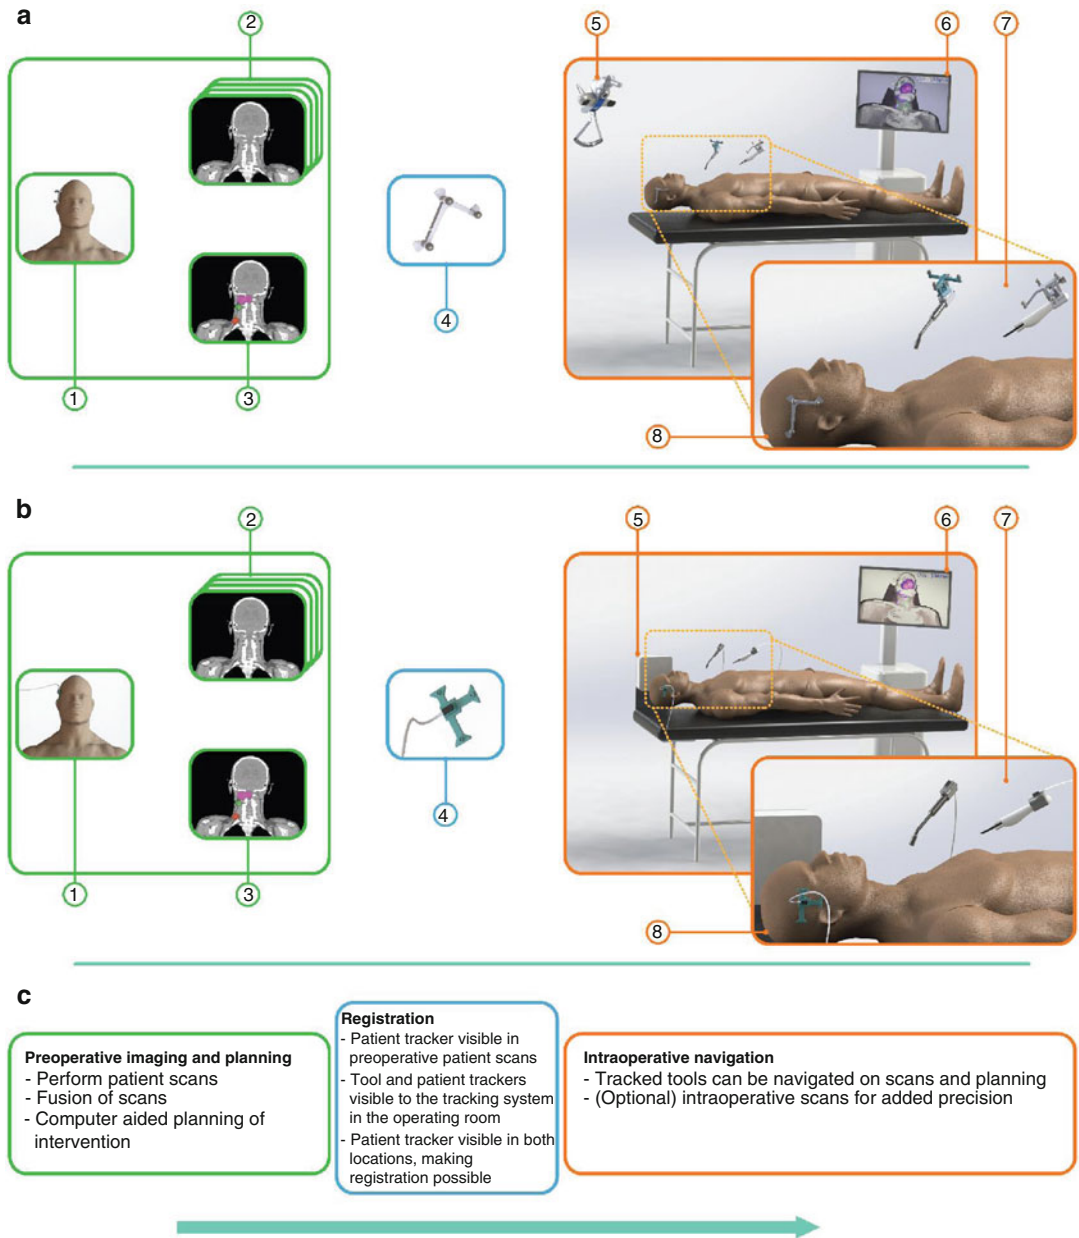 a
2
5
6
7
4
1
3
8
b
2
5
6
7
4
1
3
8
c
Preoperative imaging and planning
- Perform patient scans
- Fusion of scans
- Computer aided planning of
intervention
Registration
- Patient tracker visible in
preoperative patient scans
- Tool and patient trackers
visible to the tracking system
in the operating room
- Patient tracker visible in both
locations, making
registration possible
Intraoperative navigation
- Tracked tools can be navigated on scans and planning
- (Optional) intraoperative scans for added precision